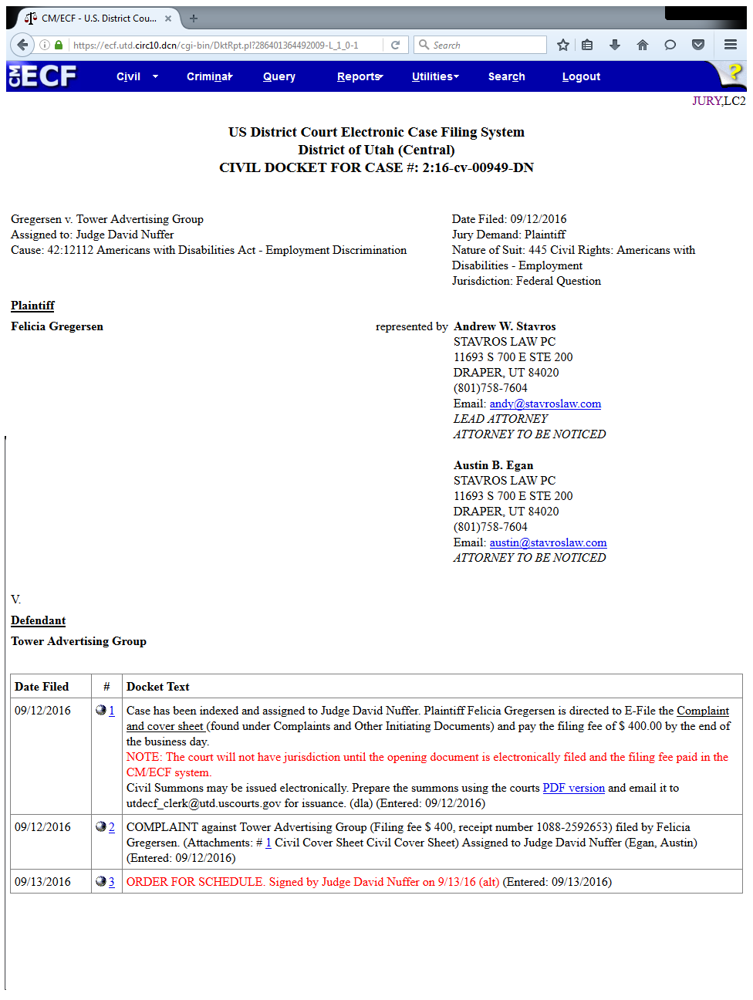 CM/ECF - U.S. District Cou... × +
https://ecf.utd.circ10.dcn/cgi-bin/DktRpt.pl?286401364492009-L_1_0-1
Search
CM ECF Civil Criminal Query Reports Utilities Search Logout ?
JURY,LC2
US District Court Electronic Case Filing System
District of Utah (Central)
CIVIL DOCKET FOR CASE #: 2:16-cv-00949-DN
Gregersen v. Tower Advertising Group
Assigned to: Judge David Nuffer
Cause: 42:12112 Americans with Disabilities Act - Employment Discrimination
Date Filed: 09/12/2016
Jury Demand: Plaintiff
Nature of Suit: 445 Civil Rights: Americans with
Disabilities - Employment
Jurisdiction: Federal Question
Plaintiff
Felicia Gregersen
represented by Andrew W. Stavros
STAVROS LAW PC
11693 S 700 E STE 200
DRAPER, UT 84020
(801)758-7604
Email: andy@stavroslaw.com
LEAD ATTORNEY
ATTORNEY TO BE NOTICED
Austin B. Egan
STAVROS LAW PC
11693 S 700 E STE 200
DRAPER, UT 84020
(801)758-7604
Email: austin@stavroslaw.com
ATTORNEY TO BE NOTICED
V.
Defendant
Tower Advertising Group
Date Filed # Docket Text
09/12/2016 1 Case has been indexed and assigned to Judge David Nuffer. Plaintiff Felicia Gregersen is directed to E-File the Complaint
and cover sheet (found under Complaints and Other Initiating Documents) and pay the filing fee of $ 400.00 by the end of
the business day.
NOTE: The court will not have jurisdiction until the opening document is electronically filed and the filing fee paid in the
CM/ECF system.
Civil Summons may be issued electronically. Prepare the summons using the courts PDF version and email it to
utdecf_clerk@utd.uscourts.gov for issuance. (dla) (Entered: 09/12/2016)
09/12/2016 2 COMPLAINT against Tower Advertising Group (Filing fee $ 400, receipt number 1088-2592653) filed by Felicia
Gregersen. (Attachments: # 1 Civil Cover Sheet Civil Cover Sheet) Assigned to Judge David Nuffer (Egan, Austin)
(Entered: 09/12/2016)
09/13/2016 3 ORDER FOR SCHEDULE. Signed by Judge David Nuffer on 9/13/16 (alt) (Entered: 09/13/2016)